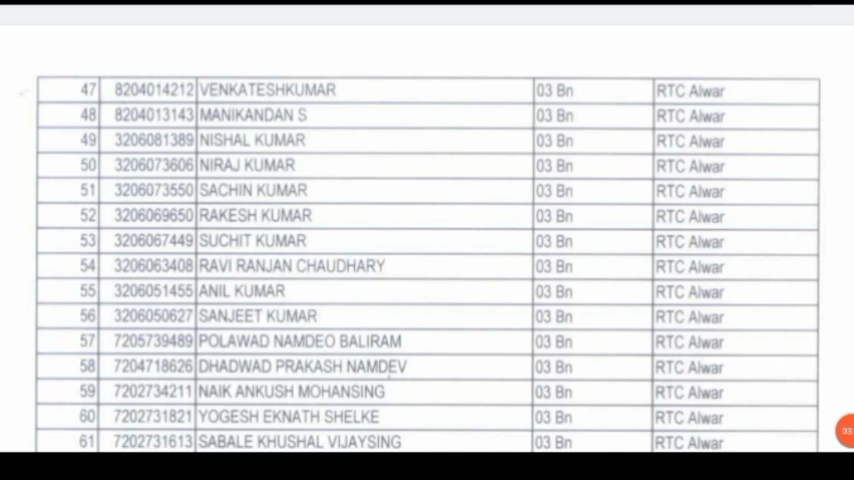 47 8204014212 VENKATESHKUMAR 03 Bn RTC Alwar
48 8204013143 MANIKANDAN S 03 Bn RTC Alwar
49 3206081389 NISHAL KUMAR 03 Bn RTC Alwar
50 3206073606 NIRAJ KUMAR 03 Bn RTC Alwar
51 3206073550 SACHIN KUMAR 03 Bn RTC Alwar
52 3206069650 RAKESH KUMAR 03 Bn RTC Alwar
53 3206067449 SUCHIT KUMAR 03 Bn RTC Alwar
54 3206063408 RAVI RANJAN CHAUDHARY 03 Bn RTC Alwar
55 3206051455 ANIL KUMAR 03 Bn RTC Alwar
56 3206050627 SANJEET KUMAR 03 Bn RTC Alwar
57 7205739489 POLAWAD NAMDEO BALIRAM 03 Bn RTC Alwar
58 7204718626 DHADWAD PRAKASH NAMDEV 03 Bn RTC Alwar
59 7202734211 NAIK ANKUSH MOHANSING 03 Bn RTC Alwar
60 7202731821 YOGESH EKNATH SHELKE 03 Bn RTC Alwar
61 7202731613 SABALE KHUSHAL VIJAYSING 03 Bn RTC Alwar